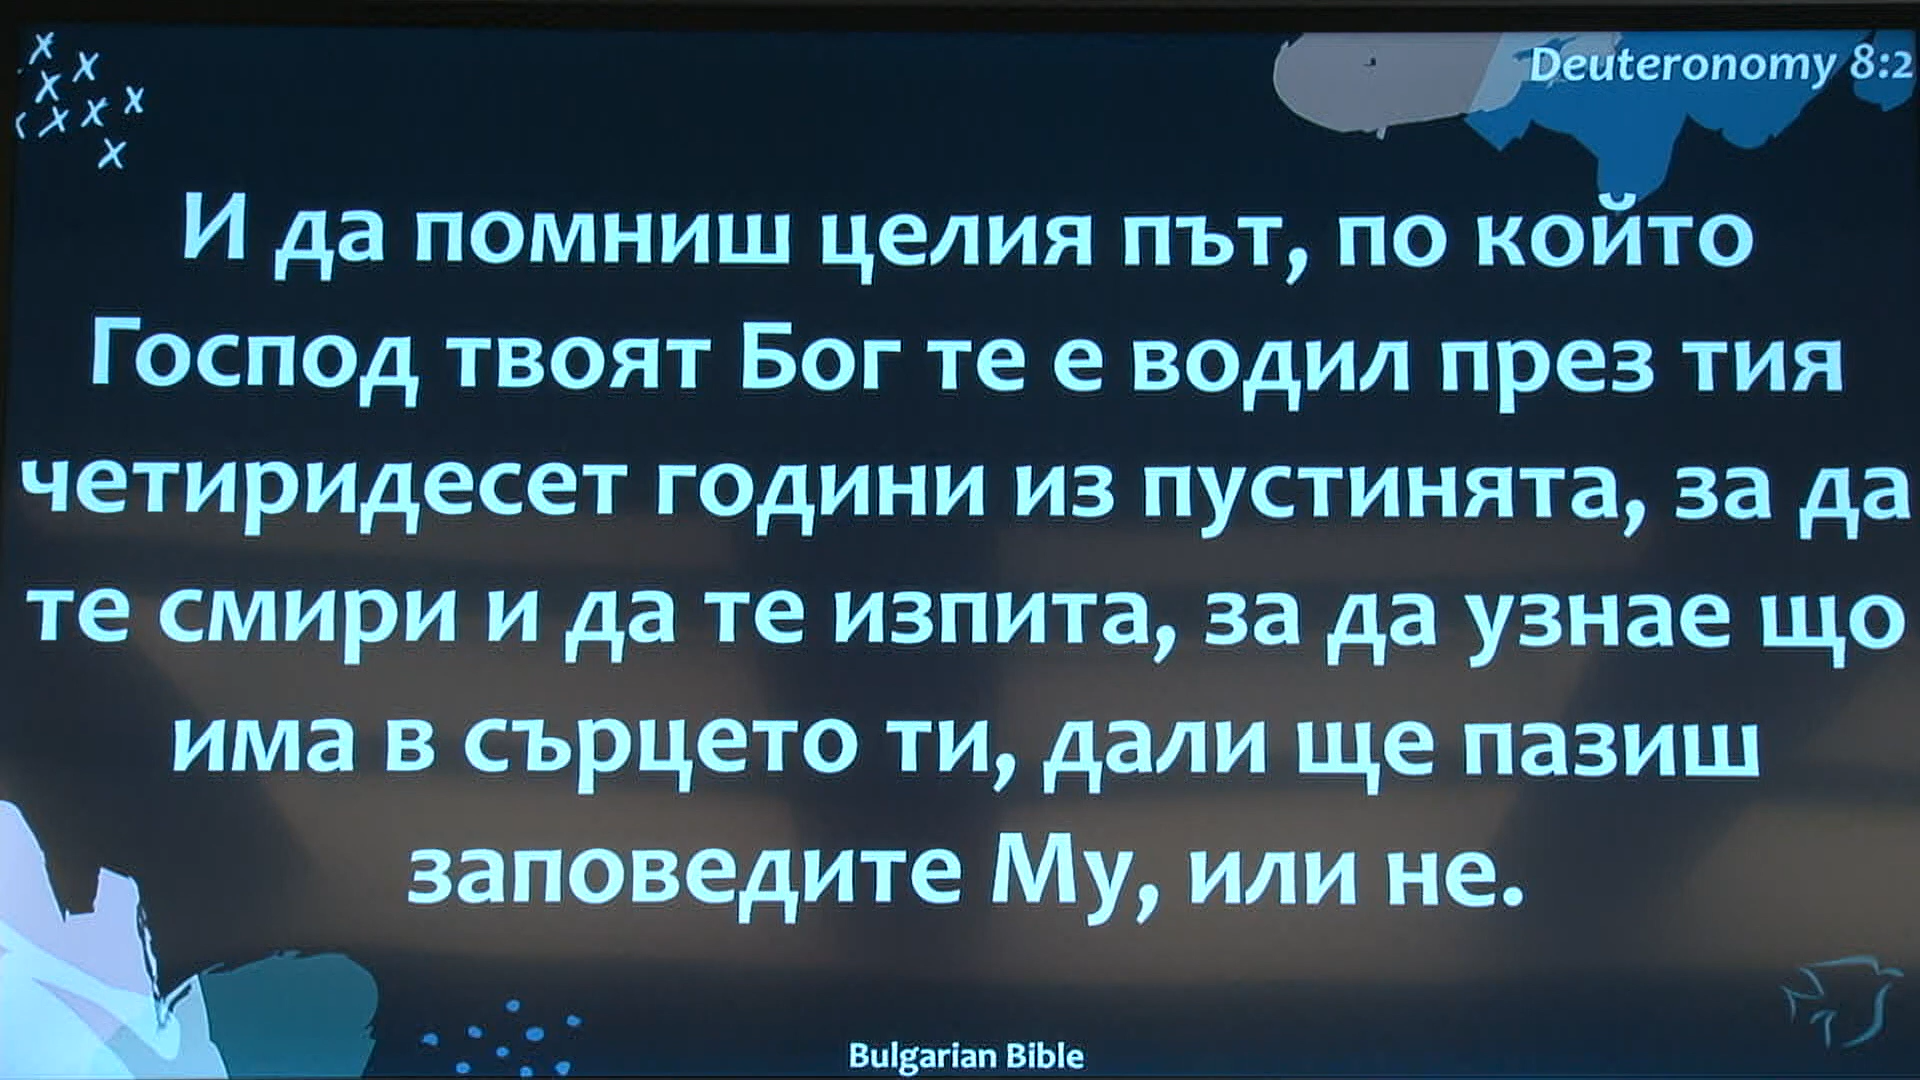 Deuteronomy 8:2
И да помниш целия път, по който
Господ твоят Бог те е водил през тия
четиридесет години из пустинята, за да
те смири и да те изпита, за да узнае що
има в сърцето ти, дали ще пазиш
заповедите Му, или не.
Bulgarian Bible